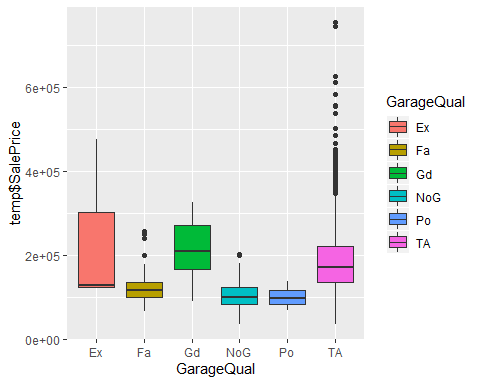 temp$SalePrice
6e+05
4e+05
2e+05
0e+00
Ex
Fa
Gd
NoG
Po
TA
GarageQual
GarageQual
Ex
Fa
Gd
NoG
Po
TA